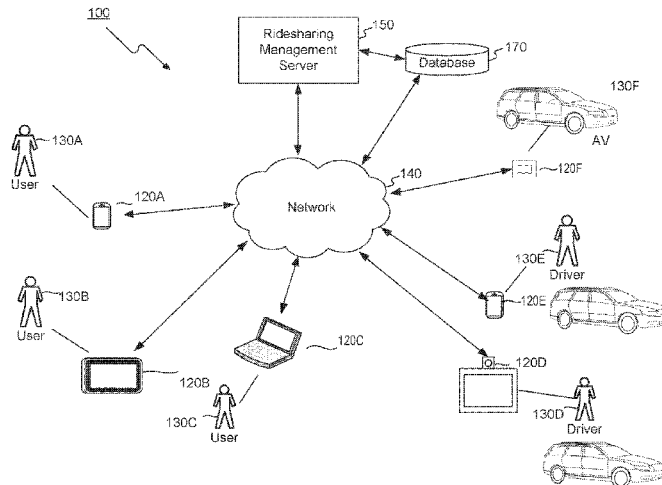 100
150
Ridesharing
Management
Server
170
Database
130F
AV
120F
130A
User
120A
140
Network
130E
Driver
120E
130B
User
120B
120C
130C
User
120D
130D
Driver